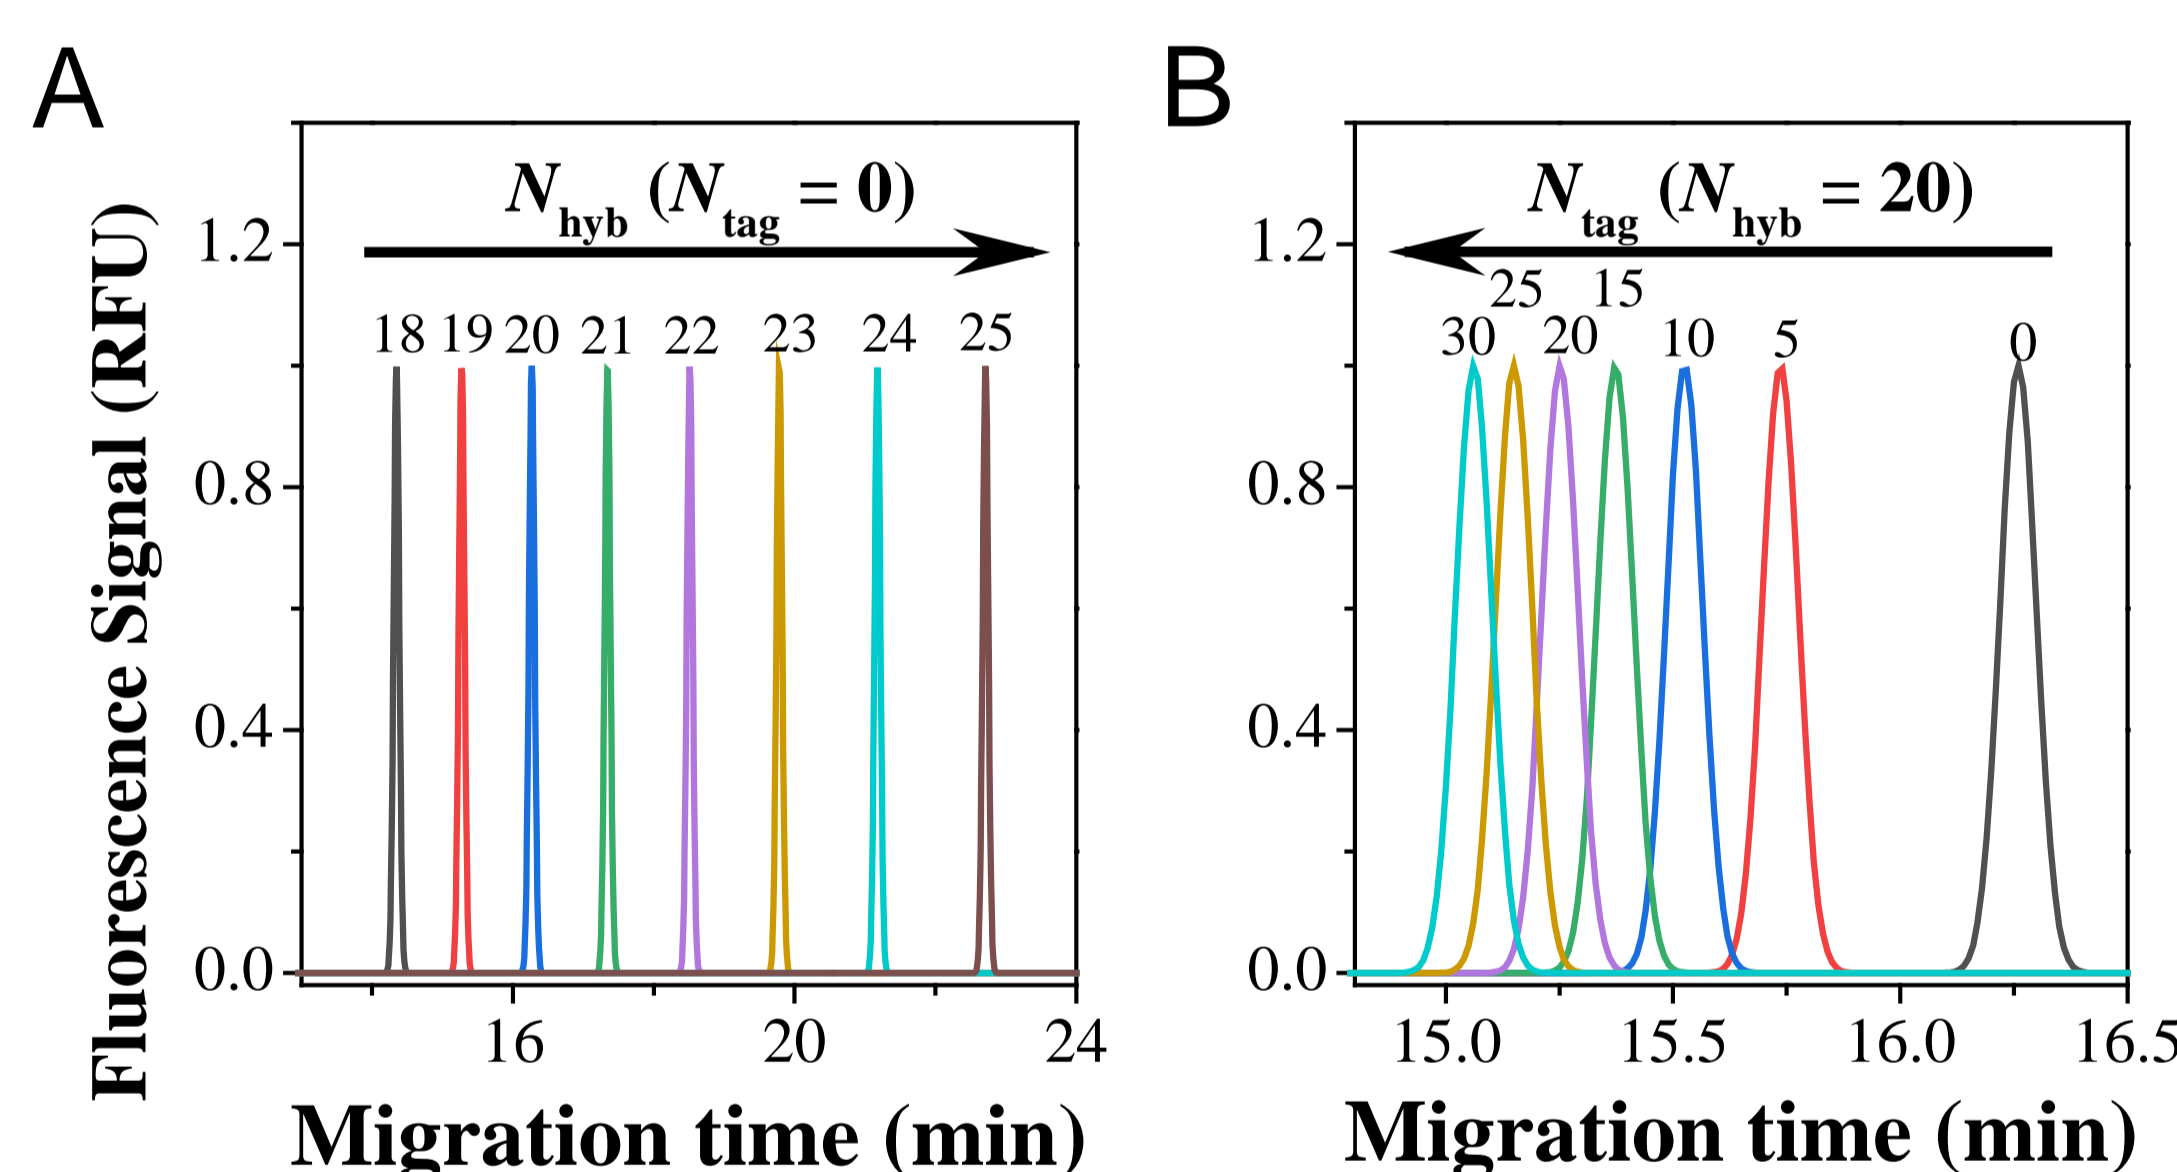 A
N hyb (N tag = 0)
18 19 20 21 22 23 24 25
1.2
0.8
0.4
0.0
16 20 24
Fluorescence Signal (RFU)
Migration time (min)
B
N tag (N hyb = 20)
25 15
30 20 10 5 0
1.2
0.8
0.4
0.0
15.0 15.5 16.0 16.5
Migration time (min)